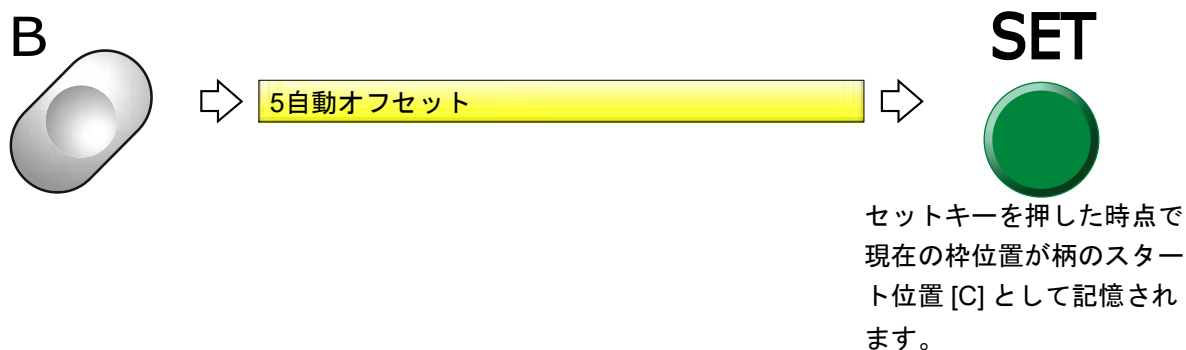 B
5自動オフセット
SET
セットキーを押した時点で
現在の枠位置が柄のスター
ト位置 [C] として記憶され
ます。